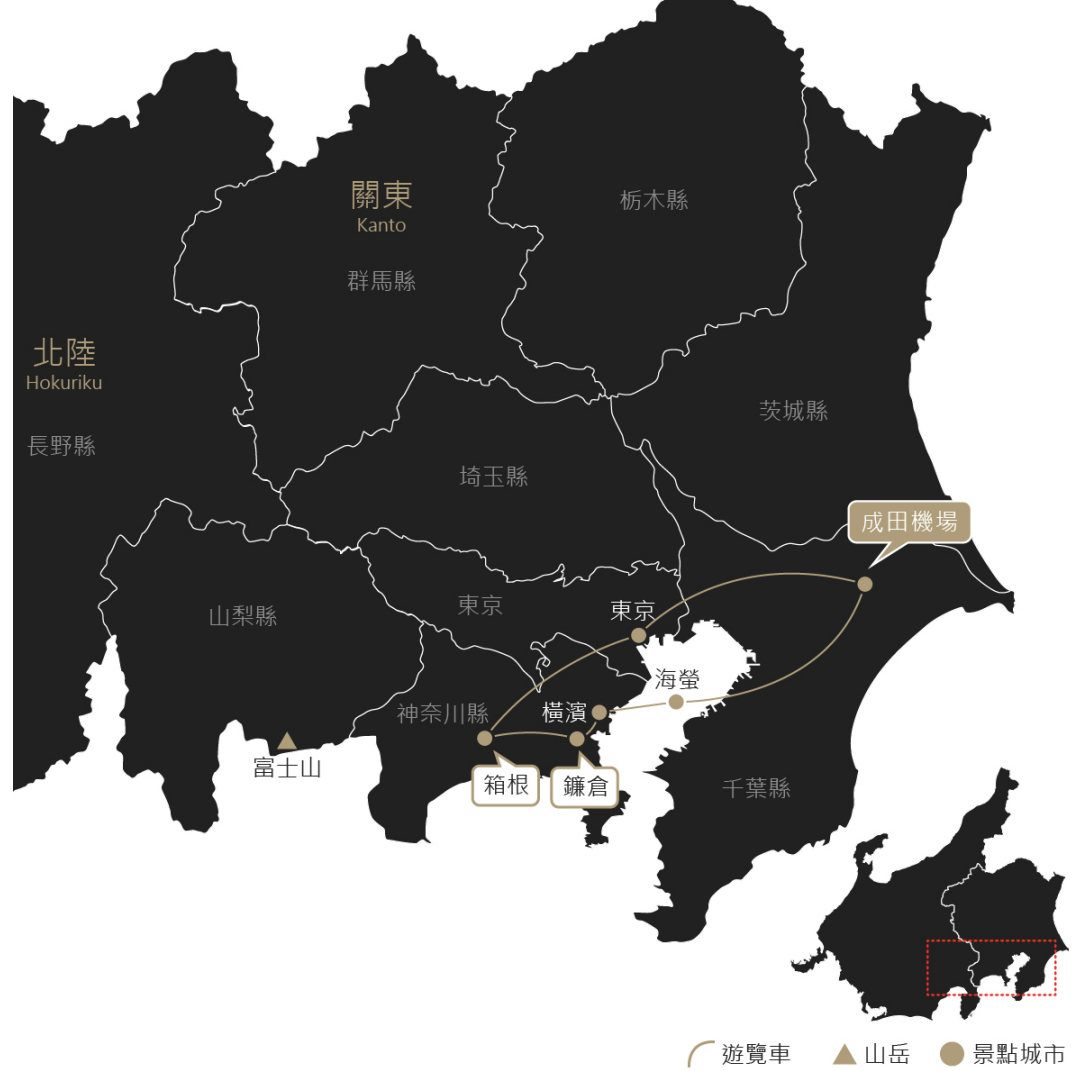 關東
Kanto
栃木縣
群馬縣
北陸
Hokuriku
長野縣
茨城縣
埼玉縣
成田機場
山梨縣
東京
東京
海螢
神奈川縣
橫濱
富士山
箱根
鐮倉
千葉縣
遊覽車
山岳
景點城市